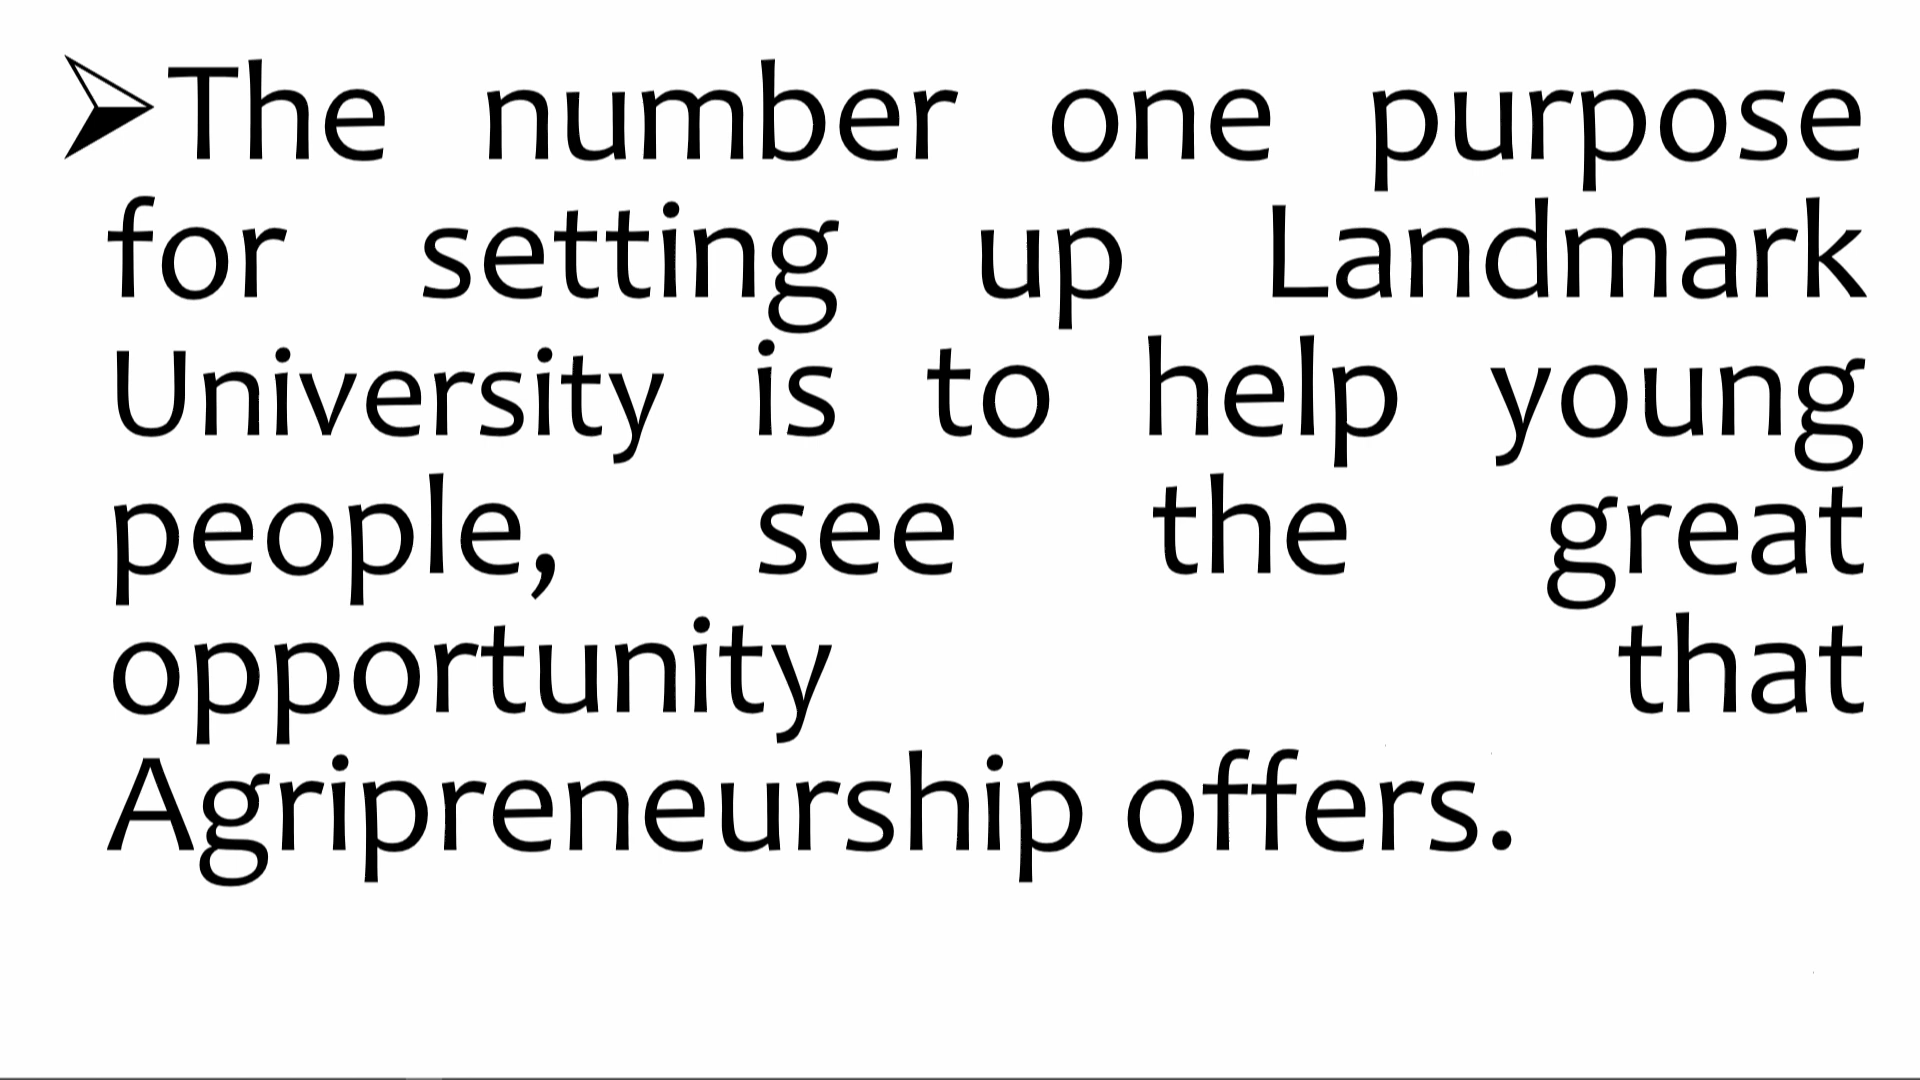 ➢The number one purpose
for setting up Landmark
University is to help young
people, see the great
opportunity that
Agripreneurship offers.